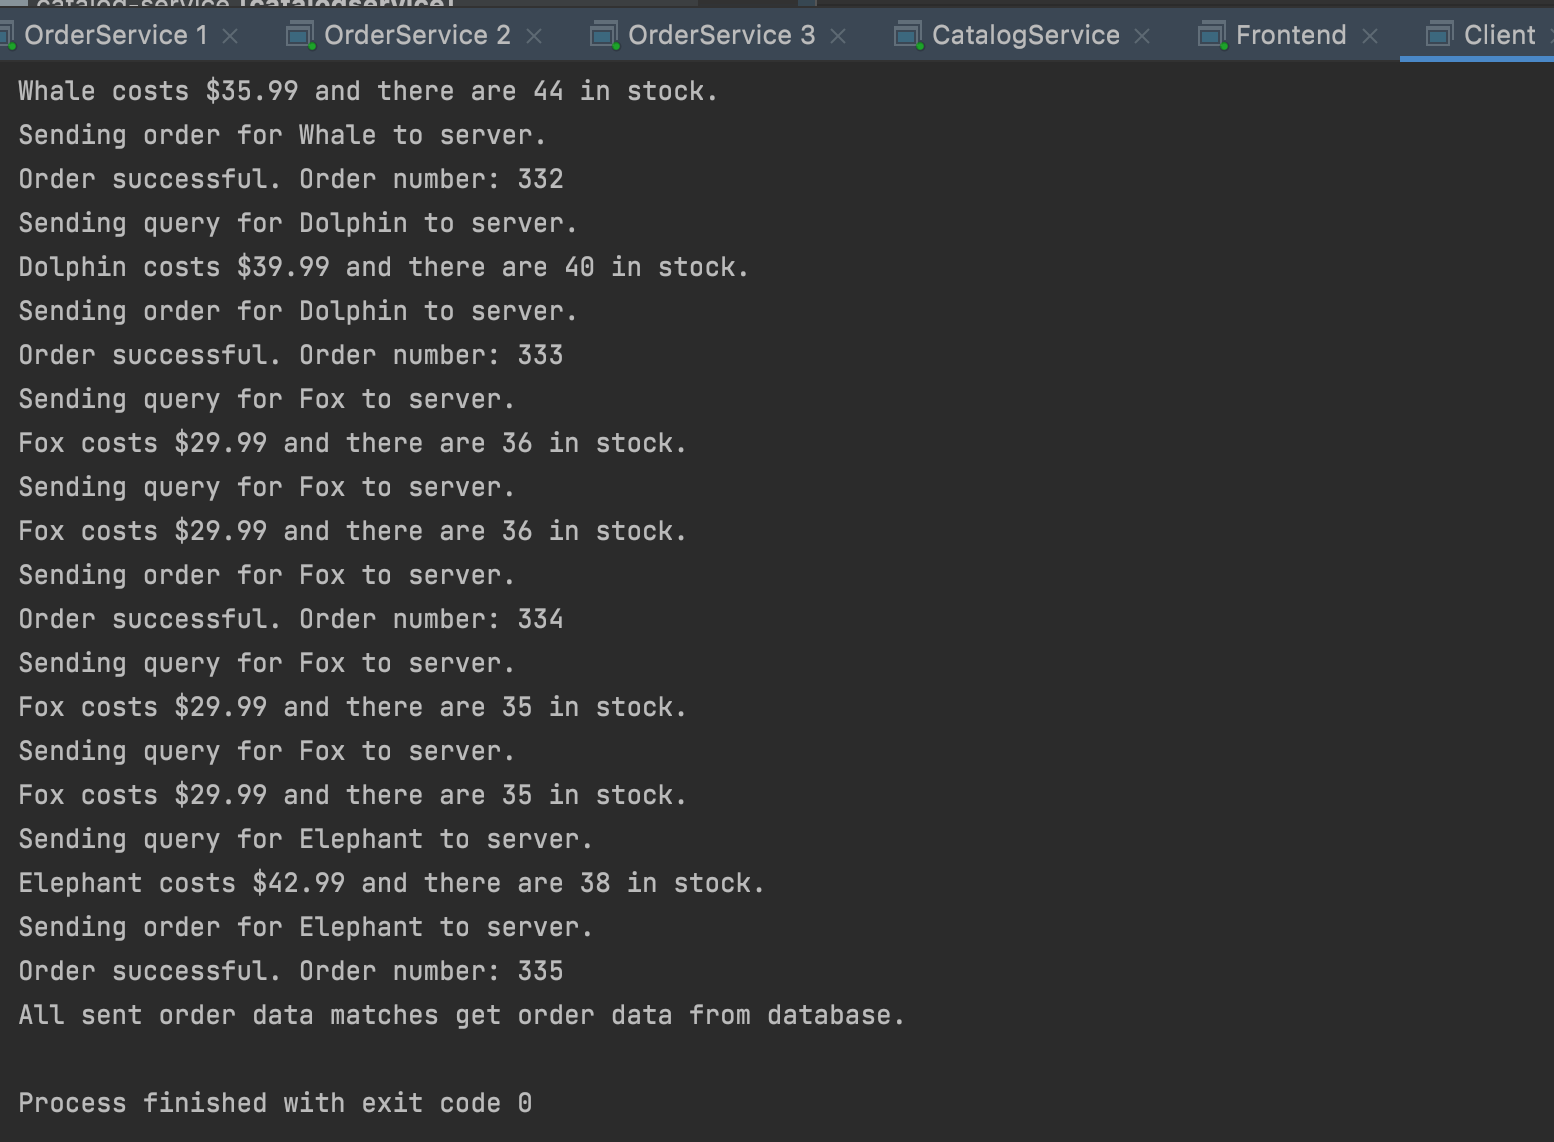 catalog-service [catalogservice]
OrderService 1 OrderService 2 OrderService 3 CatalogService Frontend Client
Whale costs $35.99 and there are 44 in stock.
Sending order for Whale to server.
Order successful. Order number: 332
Sending query for Dolphin to server.
Dolphin costs $39.99 and there are 40 in stock.
Sending order for Dolphin to server.
Order successful. Order number: 333
Sending query for Fox to server.
Fox costs $29.99 and there are 36 in stock.
Sending query for Fox to server.
Fox costs $29.99 and there are 36 in stock.
Sending order for Fox to server.
Order successful. Order number: 334
Sending query for Fox to server.
Fox costs $29.99 and there are 35 in stock.
Sending query for Fox to server.
Fox costs $29.99 and there are 35 in stock.
Sending query for Elephant to server.
Elephant costs $42.99 and there are 38 in stock.
Sending order for Elephant to server.
Order successful. Order number: 335
All sent order data matches get order data from database.
Process finished with exit code 0